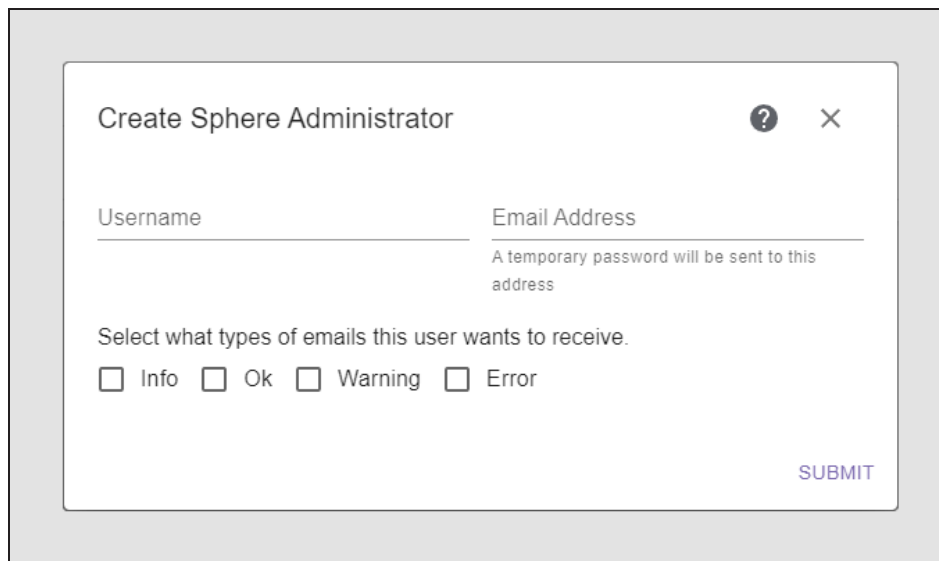 Create Sphere Administrator
Username
Email Address
A temporary password will be sent to this
address
Select what types of emails this user wants to receive.
Info Ok Warning Error
SUBMIT